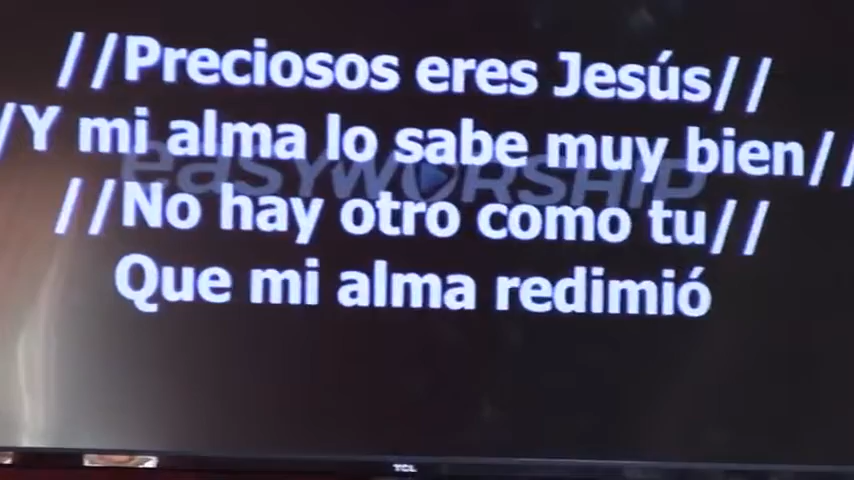 //Preciosos eres Jesús//
/Y mi alma lo sabe muy bien//
easyWORSHIP
//No hay otro como tu//
Que mi alma redimió
TCL